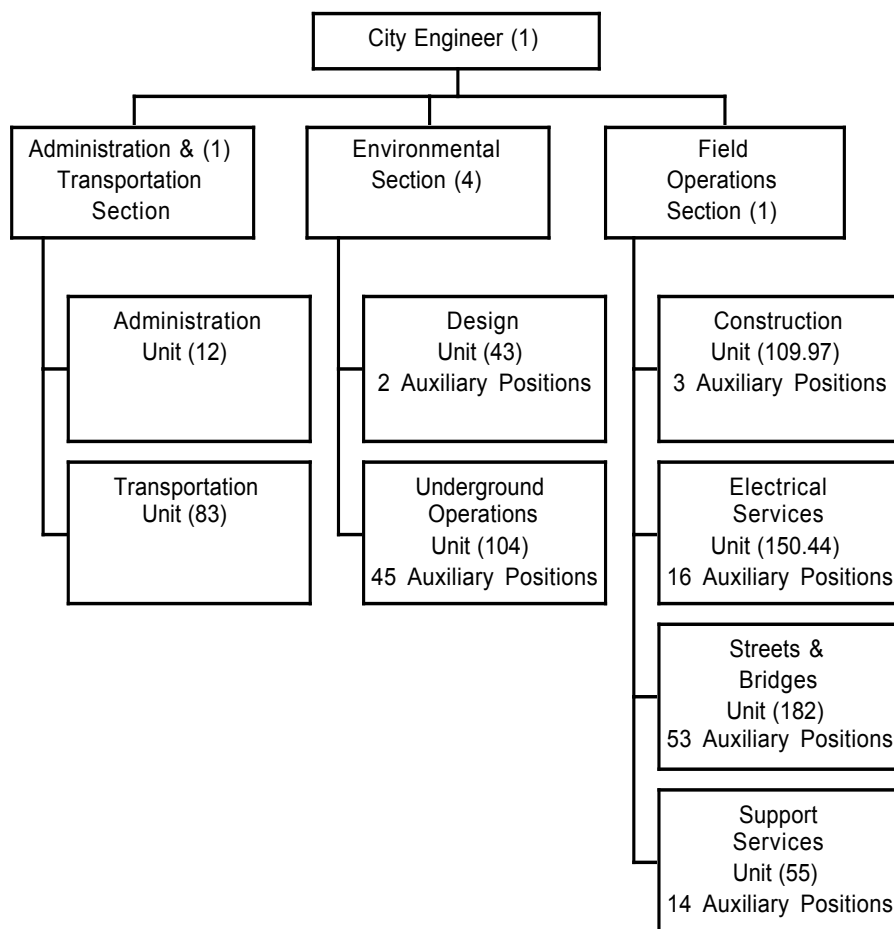 City Engineer (1)
Administration & (1)
Transportation
Section
Environmental
Section (4)
Field
Operations
Section (1)
Administration
Unit (12)
Design
Unit (43)
2 Auxiliary Positions
Construction
Unit (109.97)
3 Auxiliary Positions
Transportation
Unit (83)
Underground
Operations
Unit (104)
45 Auxiliary Positions
Electrical
Services
Unit (150.44)
16 Auxiliary Positions
Streets &
Bridges
Unit (182)
53 Auxiliary Positions
Support
Services
Unit (55)
14 Auxiliary Positions